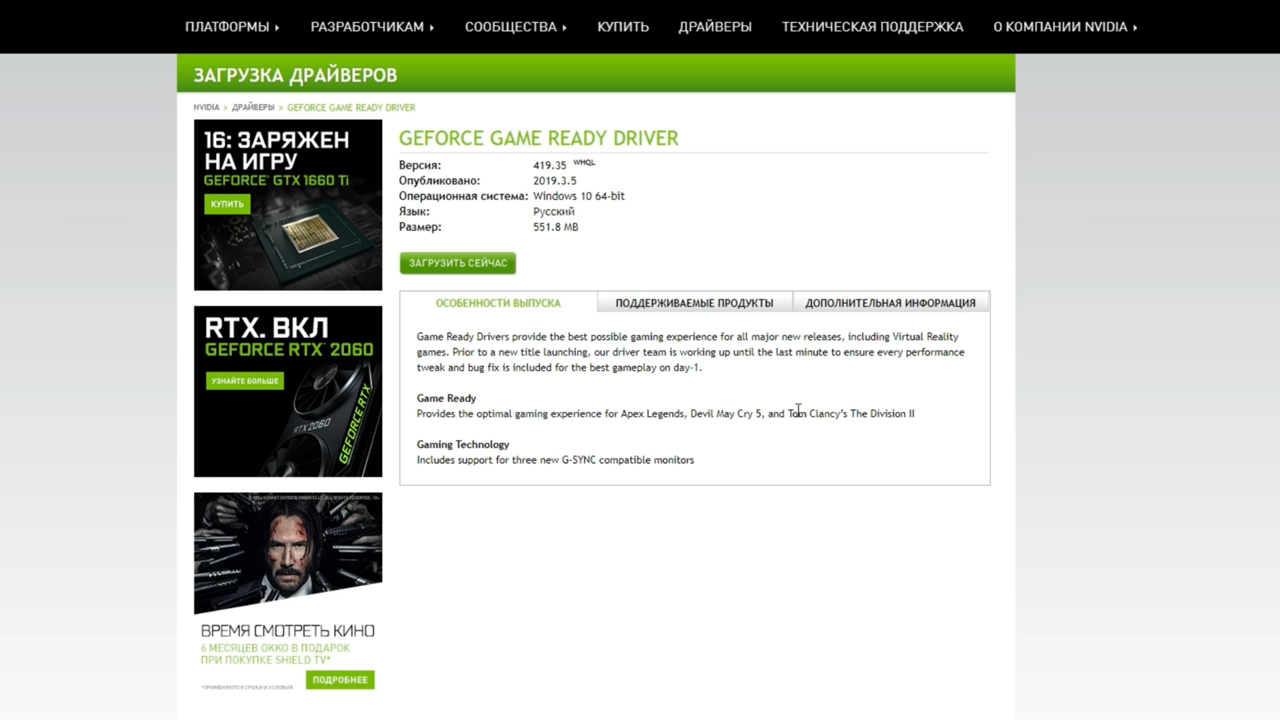 ПЛАТФОРМЫ РАЗРАБОТЧИКАМ СООБЩЕСТВА КУПИТЬ ДРАЙВЕРЫ ТЕХНИЧЕСКАЯ ПОДДЕРЖКА О КОМПАНИИ NVIDIA
ЗАГРУЗКА ДРАЙВЕРОВ
NVIDIA > ДРАЙВЕРЫ > GEFORCE GAME READY DRIVER
16: ЗАРЯЖЕН
НА ИГРУ
GEFORCE® GTX 1660 Ti
КУПИТЬ
RTX. ВКЛ
GEFORCE RTX™ 2060
УЗНАЙТЕ БОЛЬШЕ
RTX 2060
GEFORCE RTX
ВРЕМЯ СМОТРЕТЬ КИНО
6 МЕСЯЦЕВ ОККО В ПОДАРОК
ПРИ ПОКУПКЕ SHIELD TV*
ПОДРОБНЕЕ
*ПРИМЕНЯЮТСЯ СРОКИ И УСЛОВИЯ
GEFORCE GAME READY DRIVER
Версия: 419.35 WHQL
Опубликовано: 2019.3.5
Операционная система: Windows 10 64-bit
Язык: Русский
Размер: 551.8 MB
ЗАГРУЗИТЬ СЕЙЧАС
ОСОБЕННОСТИ ВЫПУСКА ПОДДЕРЖИВАЕМЫЕ ПРОДУКТЫ ДОПОЛНИТЕЛЬНАЯ ИНФОРМАЦИЯ
Game Ready Drivers provide the best possible gaming experience for all major new releases, including Virtual Reality
games. Prior to a new title launching, our driver team is working up until the last minute to ensure every performance
tweak and bug fix is included for the best gameplay on day-1.
Game Ready
Provides the optimal gaming experience for Apex Legends, Devil May Cry 5, and Tom Clancy's The Division II
Gaming Technology
Includes support for three new G-SYNC compatible monitors